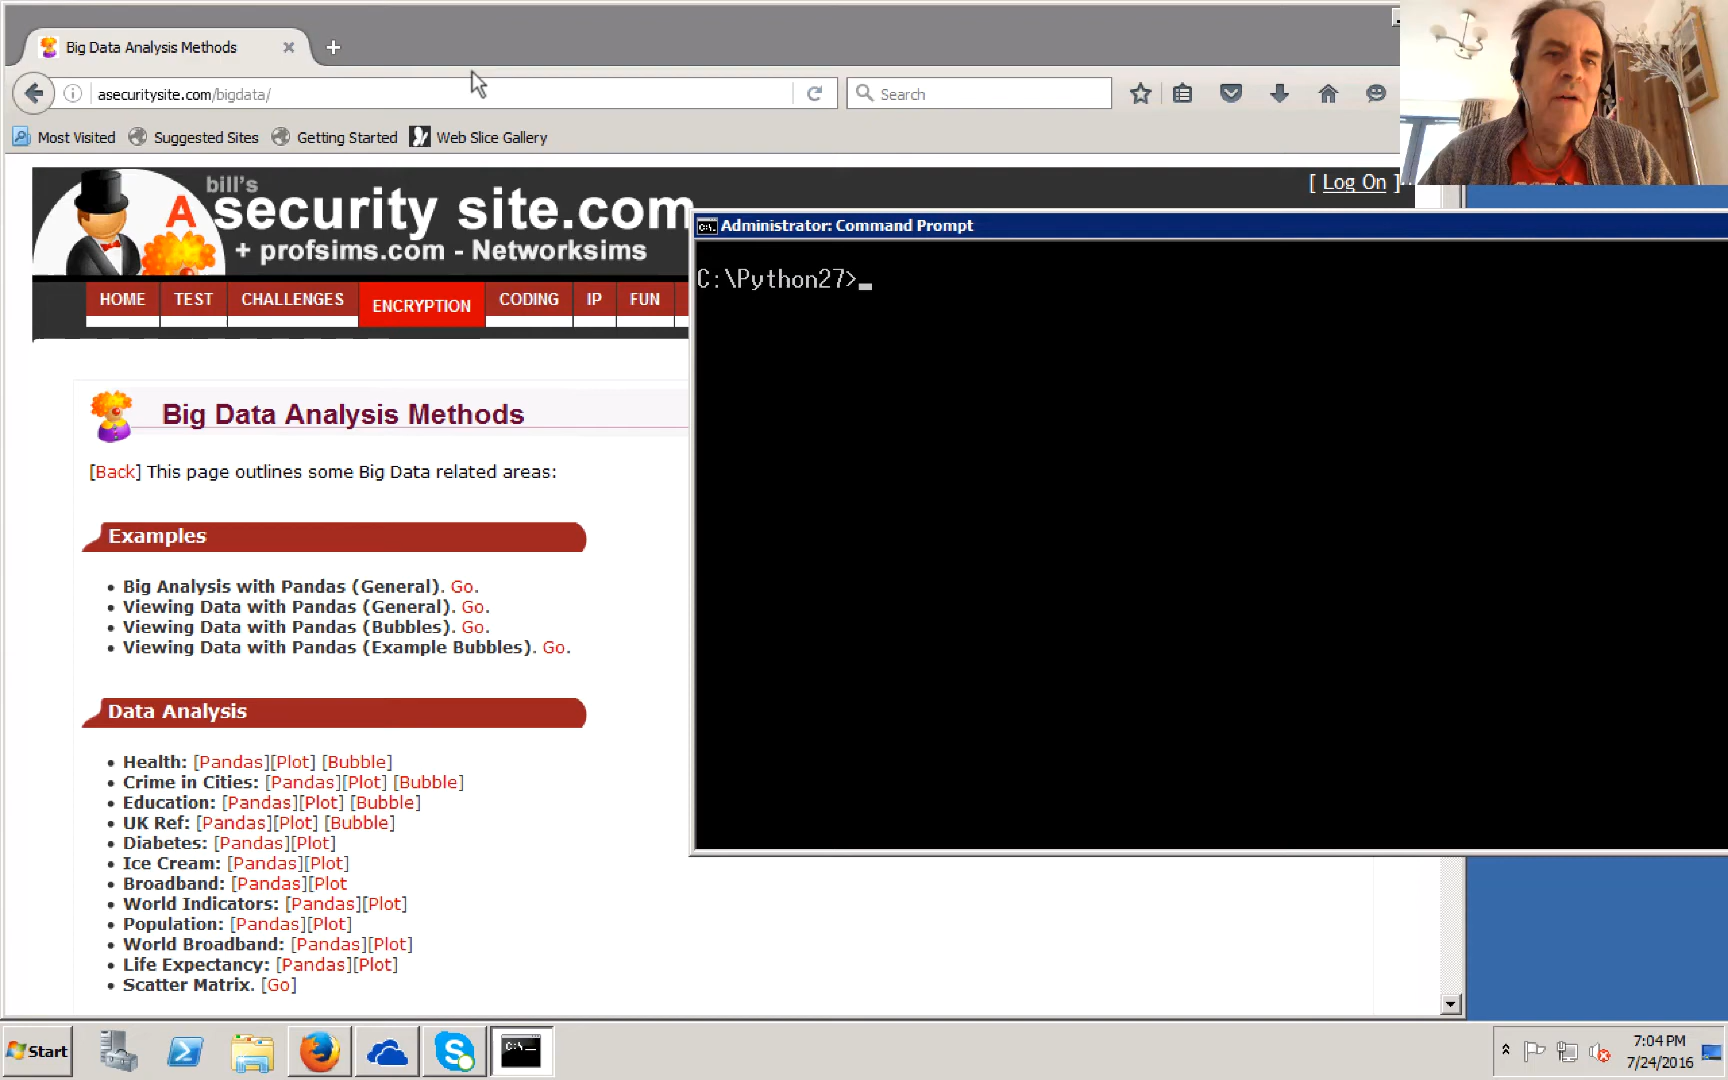 Big Data Analysis Methods
asecuritysite.com/bigdata/
Search
Most Visited
Suggested Sites
Getting Started
Web Slice Gallery
bill's
A security site.com
+ profsims.com - Networksims
[ Log On ]
HOME
TEST
CHALLENGES
ENCRYPTION
CODING
IP
FUN
Administrator: Command Prompt
C:\Python27>_
Big Data Analysis Methods
[Back] This page outlines some Big Data related areas:
Examples
Big Analysis with Pandas (General). Go.
Viewing Data with Pandas (General). Go.
Viewing Data with Pandas (Bubbles). Go.
Viewing Data with Pandas (Example Bubbles). Go.
Data Analysis
Health: [Pandas][Plot] [Bubble]
Crime in Cities: [Pandas][Plot] [Bubble]
Education: [Pandas][Plot] [Bubble]
UK Ref: [Pandas][Plot] [Bubble]
Diabetes: [Pandas][Plot]
Ice Cream: [Pandas][Plot]
Broadband: [Pandas][Plot
World Indicators: [Pandas][Plot]
Population: [Pandas][Plot]
World Broadband: [Pandas][Plot]
Life Expectancy: [Pandas][Plot]
Scatter Matrix. [Go]
Start
C:\_
7:04 PM
7/24/2016